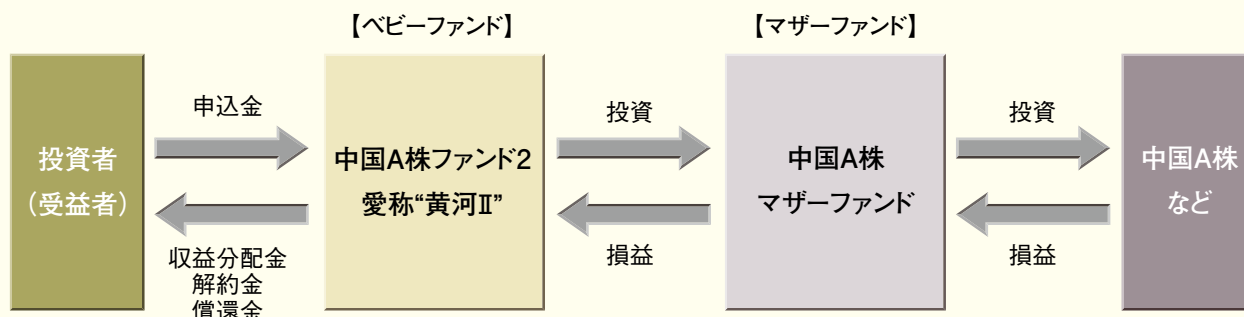 【ベビーファンド】
【マザーファンド】
投資者
（受益者）
申込金
収益分配金
解約金
償還金
中国A株ファンド2
愛称“黄河Ⅱ”
投資
損益
中国A株
マザーファンド
投資
損益
中国A株
など